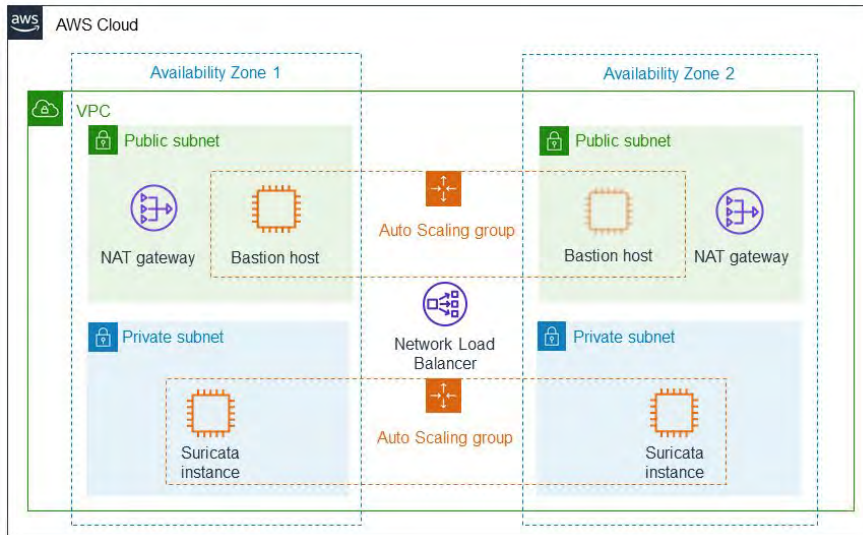 aws
AWS Cloud
Availability Zone 1
Availability Zone 2
VPC
Public subnet
Public subnet
NAT gateway
Bastion host
Auto Scaling group
Bastion host
NAT gateway
Network Load
Balancer
Private subnet
Private subnet
Auto Scaling group
Suricata
instance
Suricata
instance